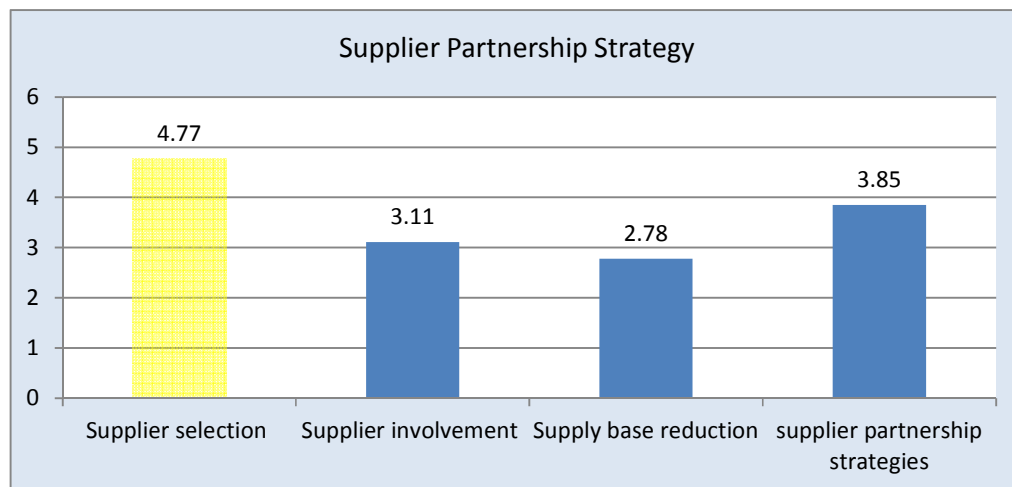 Supplier Partnership Strategy
6
5
4
3
2
1
0
4.77
3.11
2.78
3.85
Supplier selection
Supplier involvement
Supply base reduction
supplier partnership
strategies